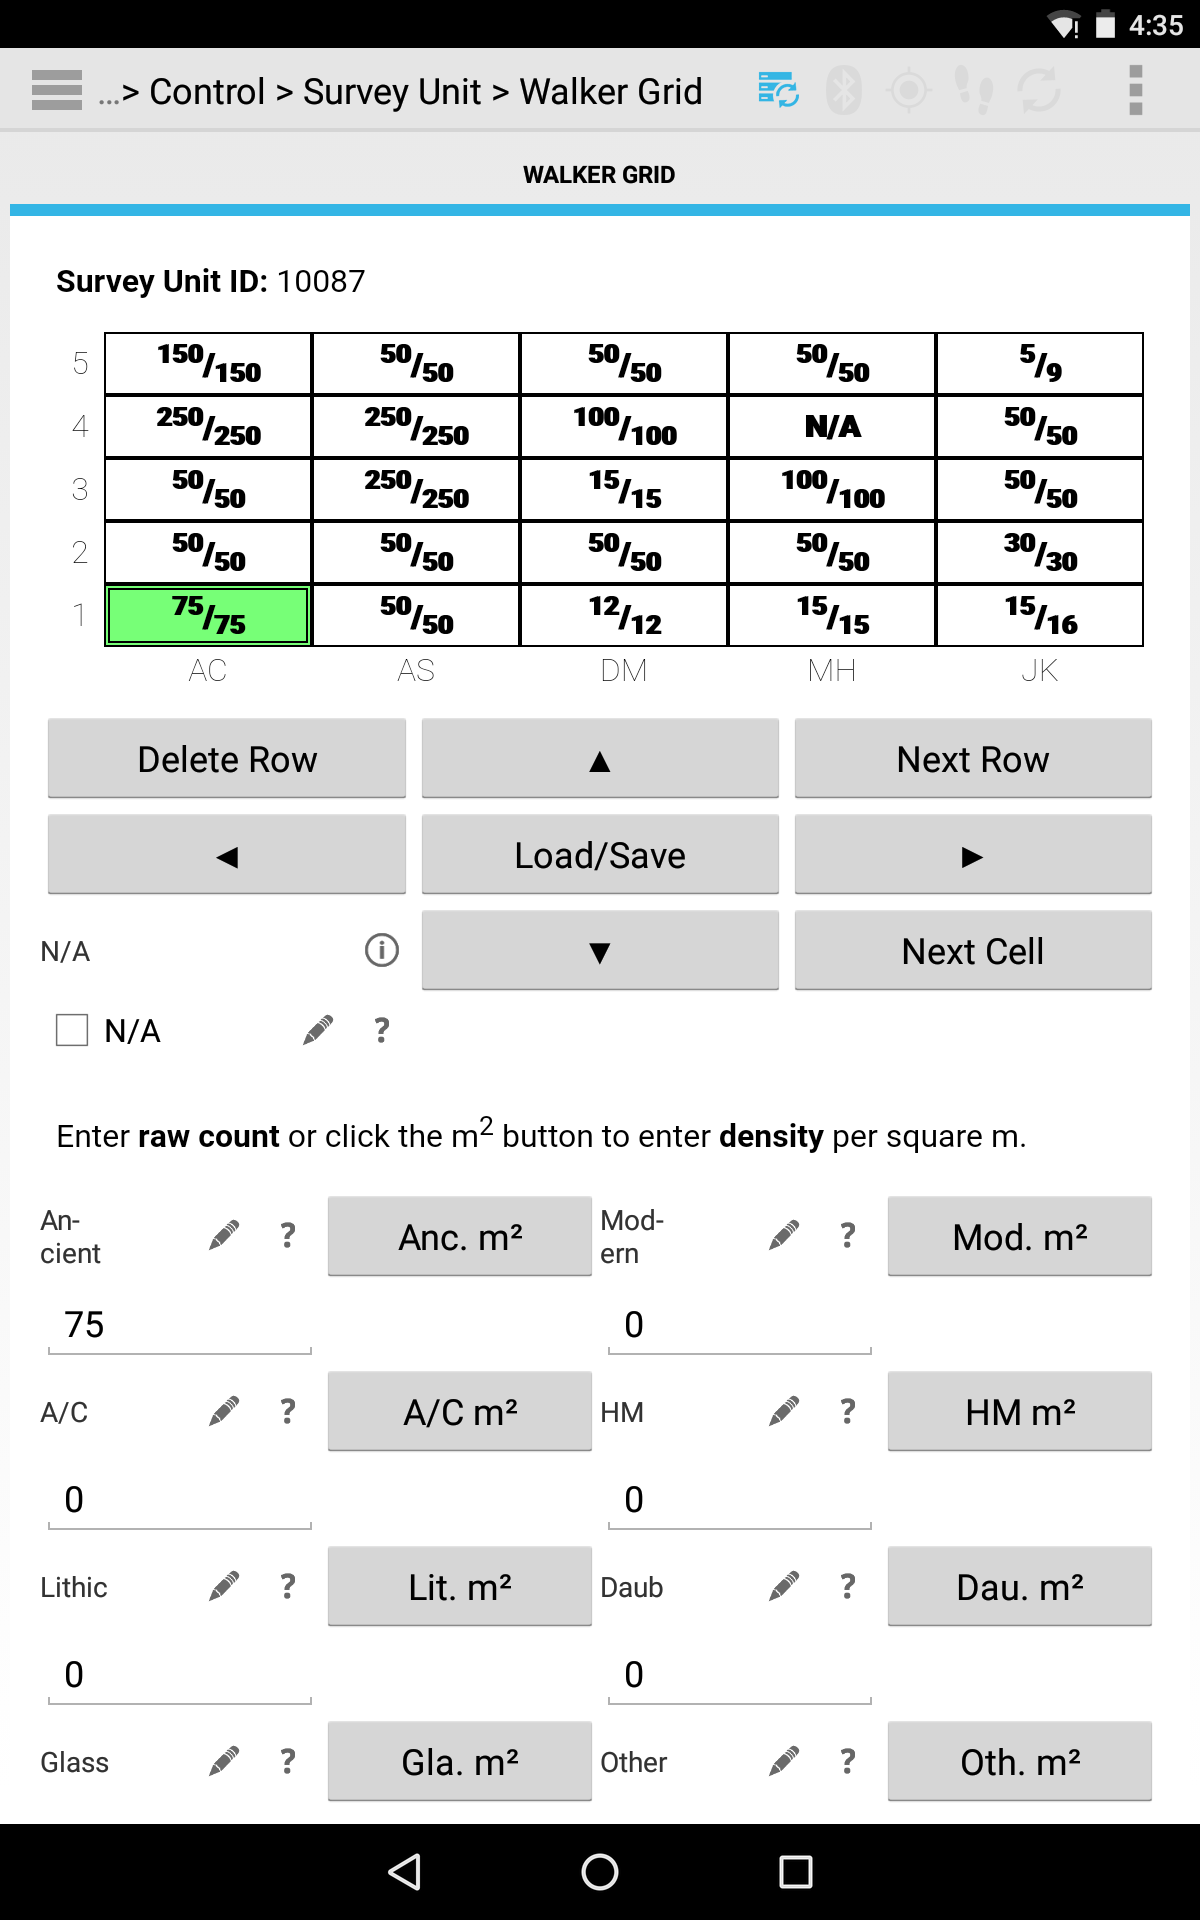 4:35
...> Control > Survey Unit > Walker Grid
WALKER GRID
Survey Unit ID: 10087
5 150/150 50/50 50/50 50/50 5/9
4 250/250 250/250 100/100 N/A 50/50
3 50/50 250/250 15/15 100/100 50/50
2 50/50 50/50 50/50 50/50 30/30
1 75/75 50/50 12/12 15/15 15/16
AC AS DM MH JK
Delete Row ▲ Next Row
◀ Load/Save ▶
N/A ▼ Next Cell
N/A ?
Enter raw count or click the m² button to enter density per square m.
An-
cient ? Anc. m² Mod-
ern ? Mod. m²
75 0
A/C ? A/C m² HM ? HM m²
0 0
Lithic ? Lit. m² Daub ? Dau. m²
0 0
Glass ? Gla. m² Other ? Oth. m²